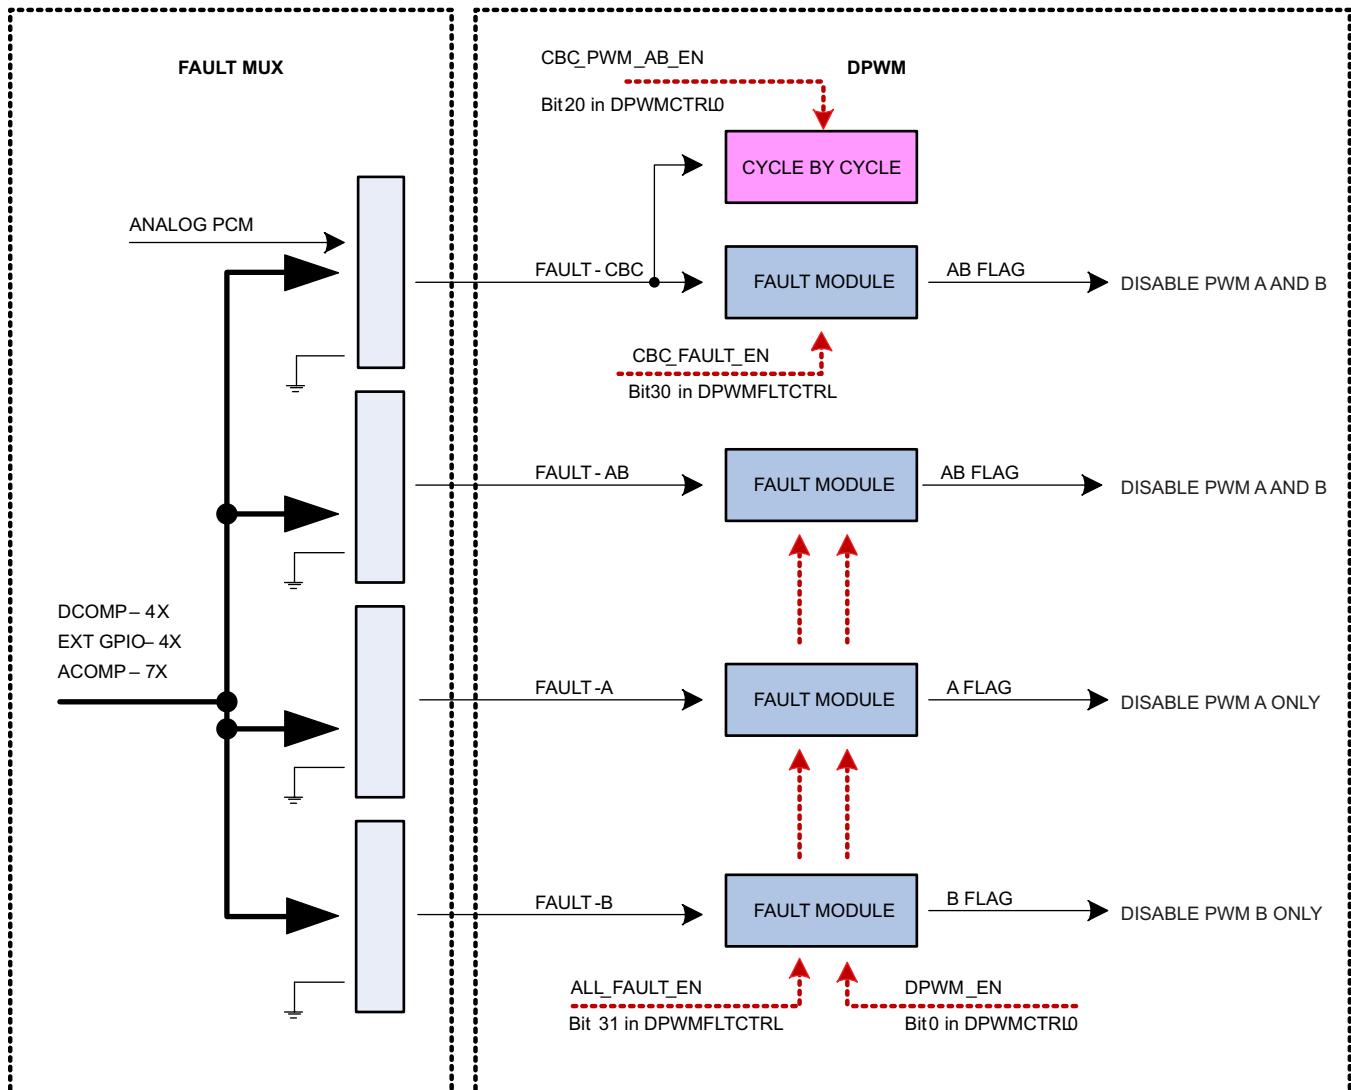 FAULT MUX
CBC_PWM_AB_EN
DPWM
Bit20 in DPWMCTRL0
CYCLE BY CYCLE
ANALOG PCM
FAULT - CBC
FAULT MODULE
AB FLAG
DISABLE PWM A AND B
CBC_FAULT_EN
Bit30 in DPWMFLTCTRL
FAULT - AB
FAULT MODULE
AB FLAG
DISABLE PWM A AND B
DCOMP – 4X
EXT GPIO – 4X
ACOMP – 7X
FAULT -A
FAULT MODULE
A FLAG
DISABLE PWM A ONLY
FAULT -B
FAULT MODULE
B FLAG
DISABLE PWM B ONLY
ALL_FAULT_EN
DPWM_EN
Bit 31 in DPWMFLTCTRL
Bit0 in DPWMCTRL0